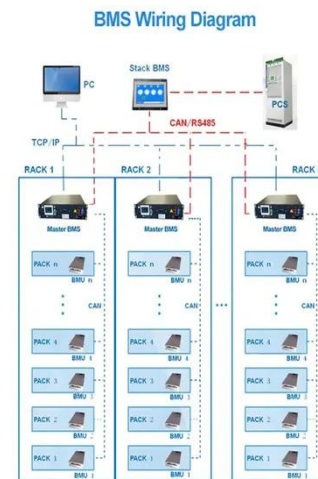 BMS Wiring Diagram
Stack BMS
PC
PCS
CAN/RS485
TCP/IP
RACK 1
RACK 2
RACK
Master BMS
Master BMS
Master BMS
PACK n
PACK n
PACK n
BMU n
BMU n
BMU n
CAN
CAN
CAN
PACK 4
PACK 4
PACK 4
BMU 4
BMU 4
BMU 4
PACK 3
PACK 3
PACK 3
BMU 3
BMU 3
BMU 3
PACK 2
PACK 2
PACK 2
BMU 2
BMU 2
BMU 2
PACK 1
PACK 1
PACK 1
BMU 1
BMU 1
BMU 1